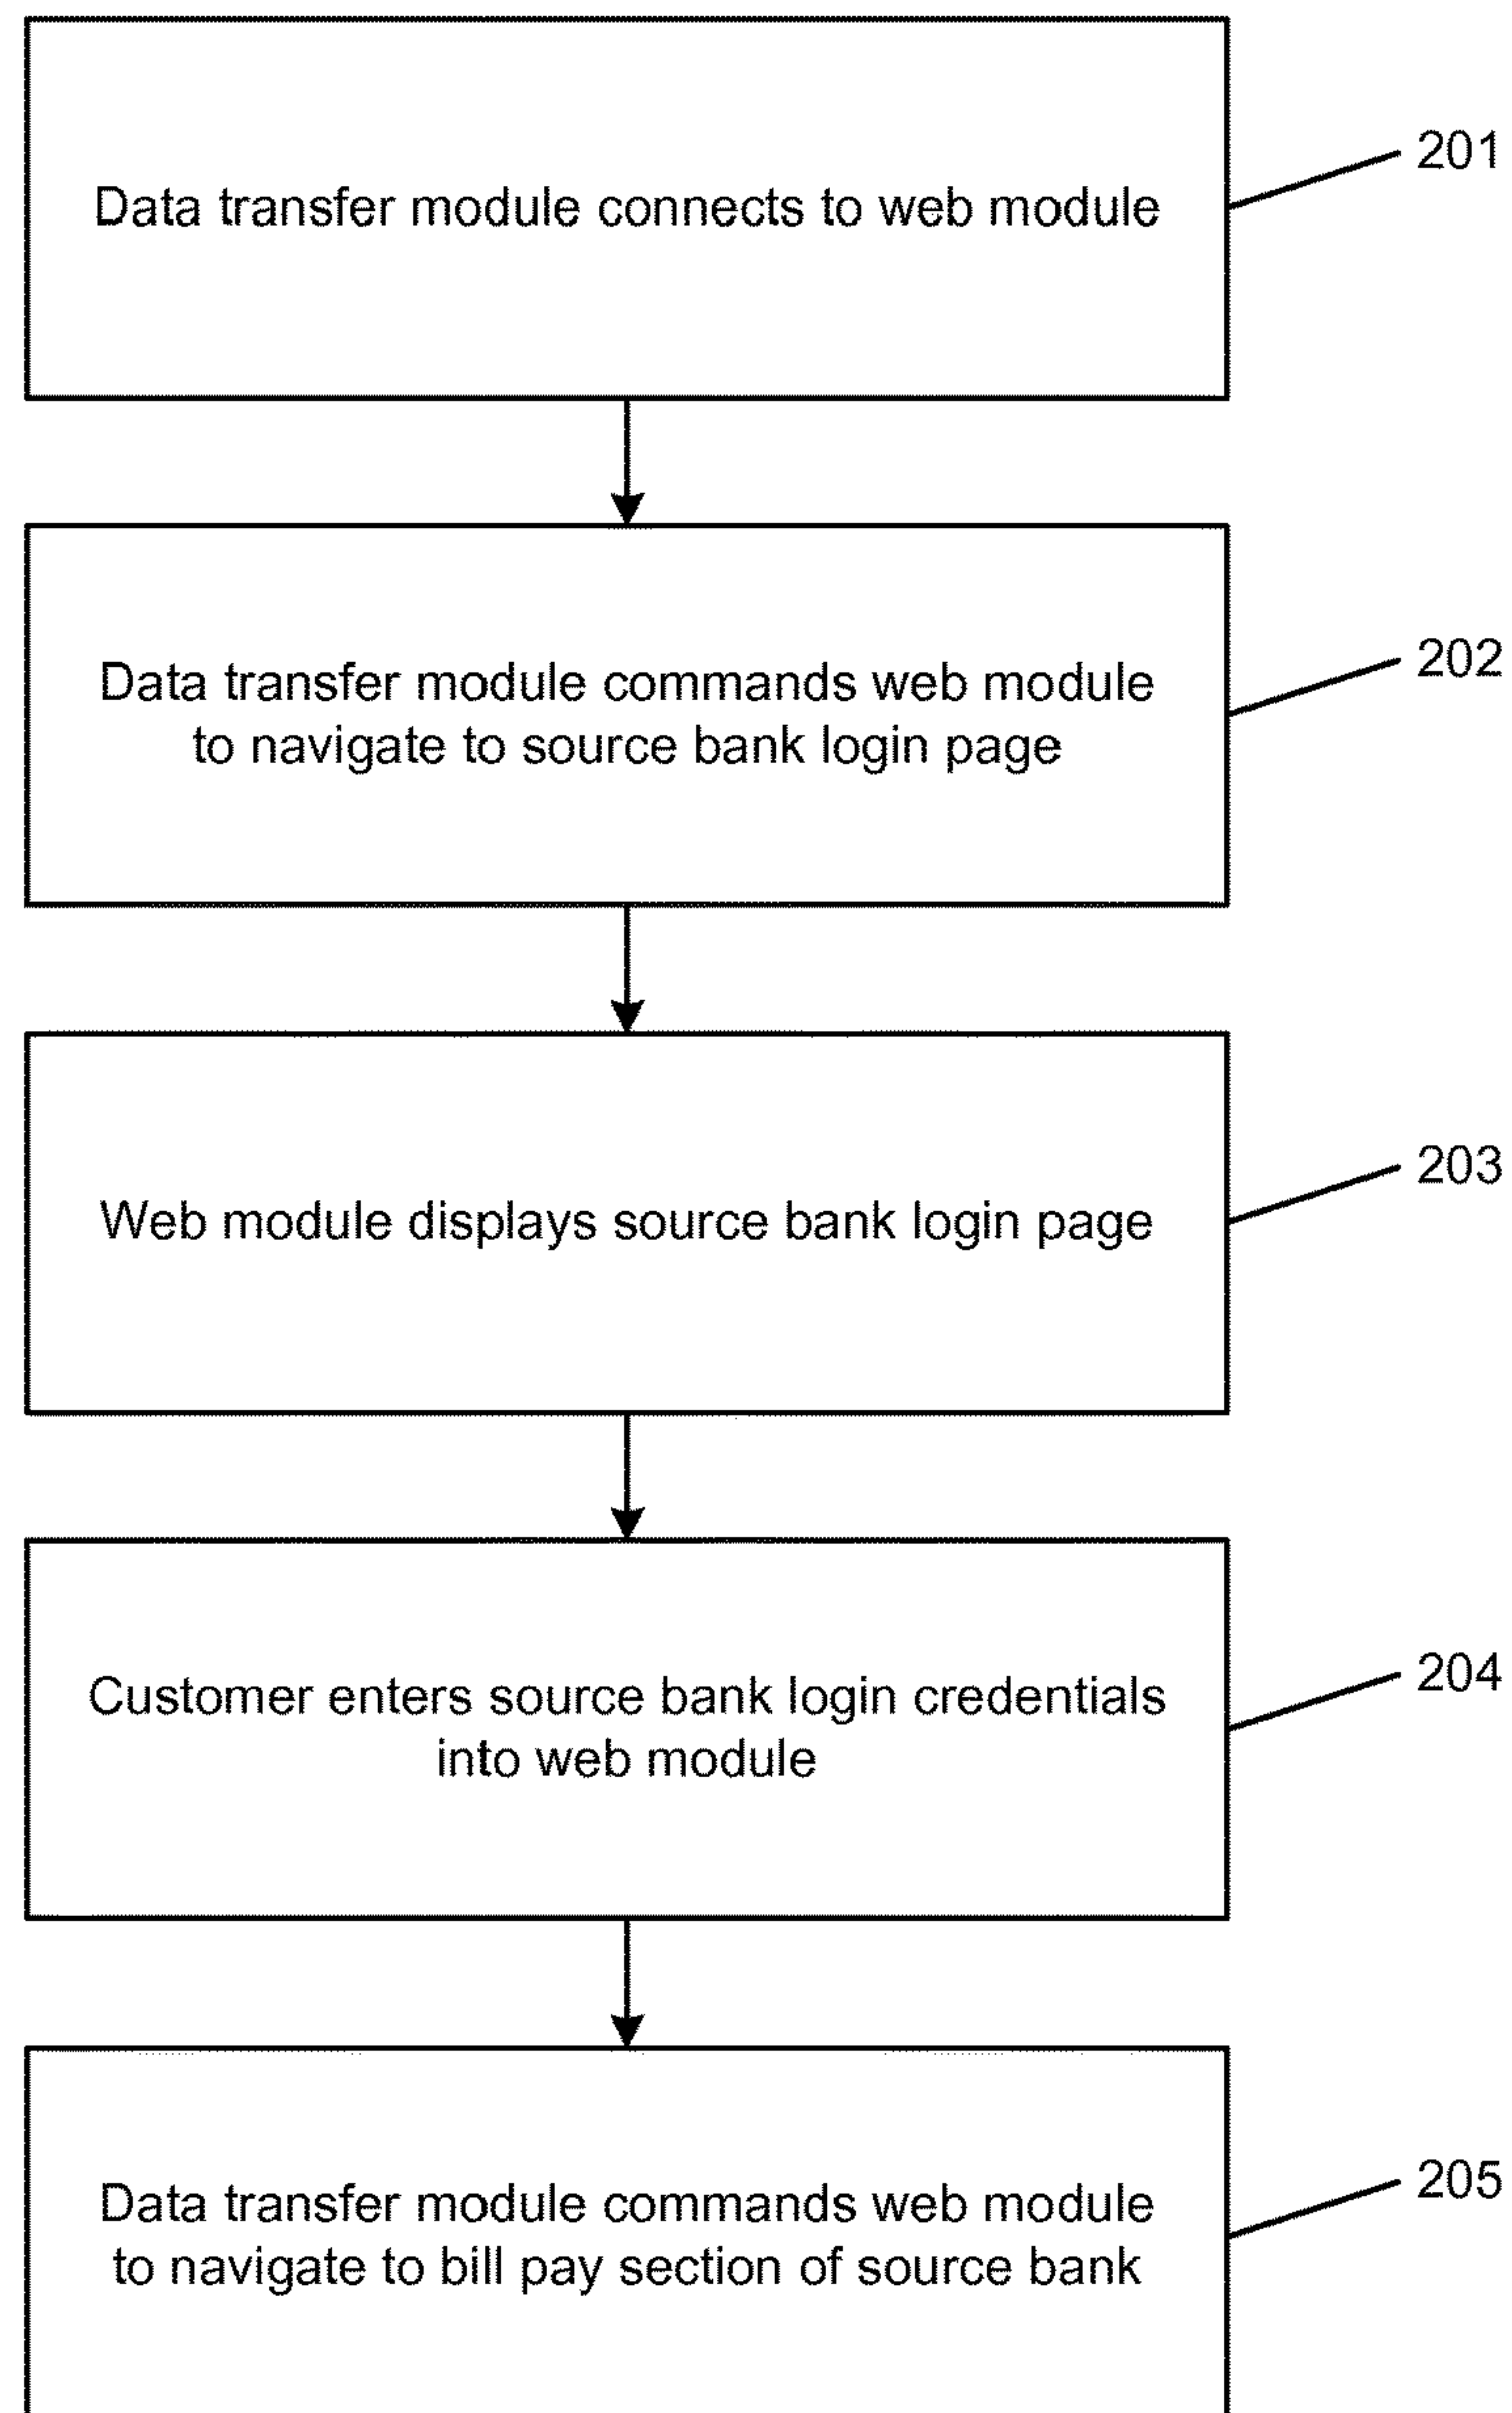 Data transfer module connects to web module
201
Data transfer module commands web module
to navigate to source bank login page
202
Web module displays source bank login page
203
Customer enters source bank login credentials
into web module
204
Data transfer module commands web module
to navigate to bill pay section of source bank
205